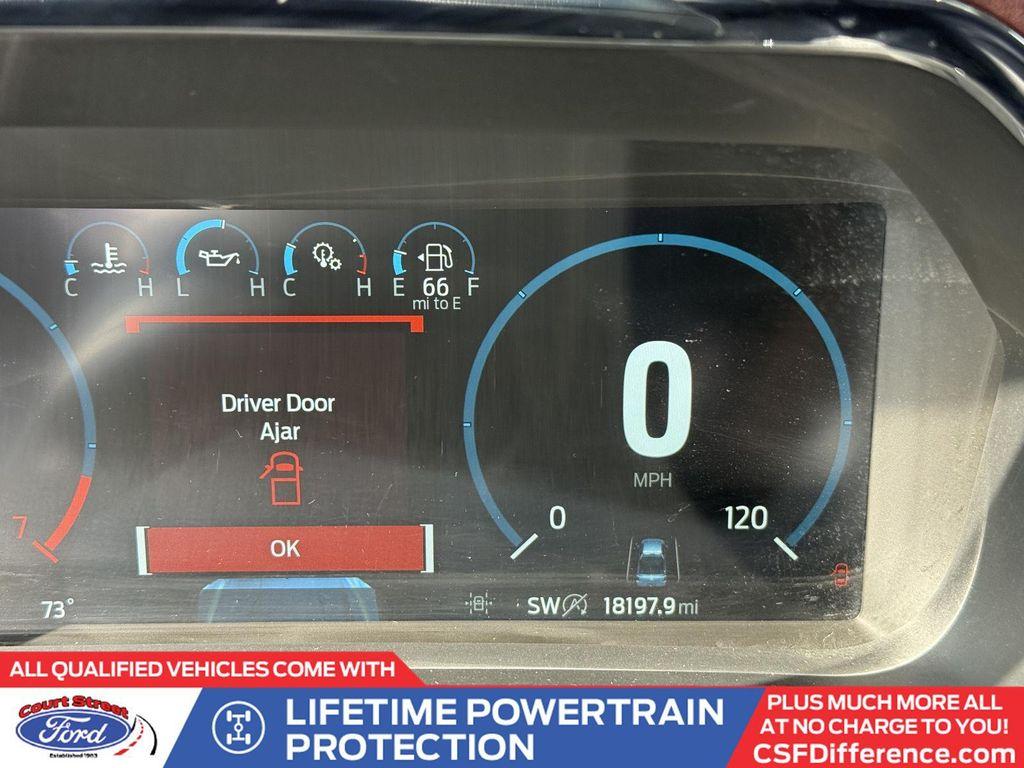 C H L H C H E 66 F
mi to E
Driver Door
Ajar
0
MPH
0 120
7
OK
73°
SW 18197.9 mi
ALL QUALIFIED VEHICLES COME WITH
Court Street
Ford
Established 1983
LIFETIME POWERTRAIN
PROTECTION
PLUS MUCH MORE ALL
AT NO CHARGE TO YOU!
CSFDifference.com